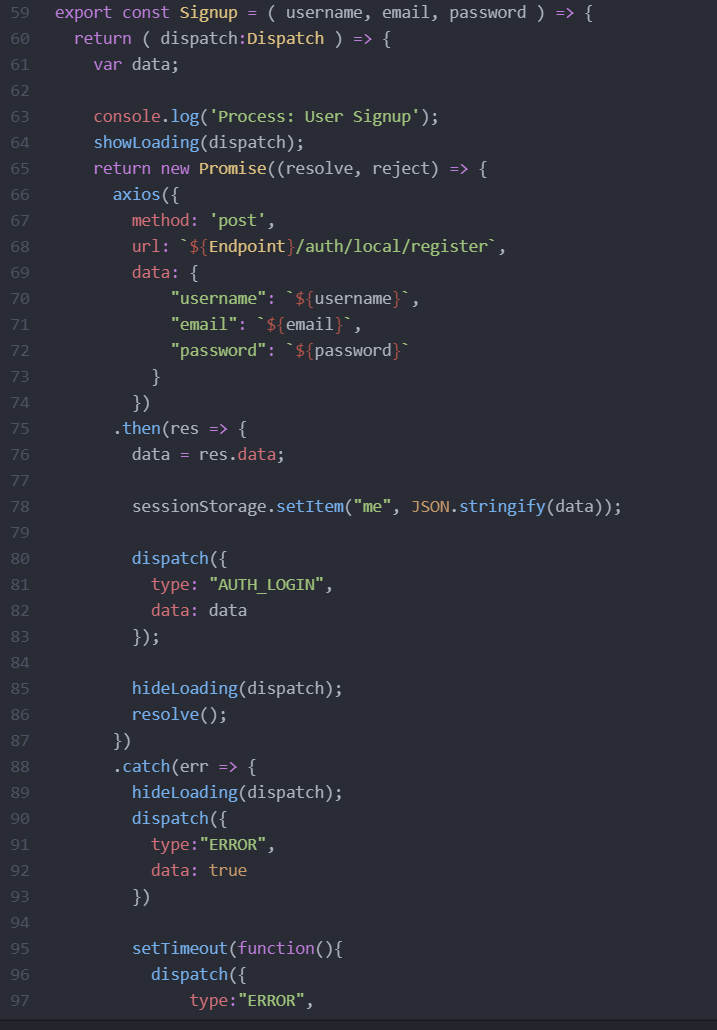 59 export const Signup = ( username, email, password ) => {
60   return ( dispatch:Dispatch ) => {
61     var data;
62
63     console.log('Process: User Signup');
64     showLoading(dispatch);
65     return new Promise((resolve, reject) => {
66       axios({
67         method: 'post',
68         url: `${Endpoint}/auth/local/register`,
69         data: {
70             "username": `${username}`,
71             "email": `${email}`,
72             "password": `${password}`
73           }
74         })
75       .then(res => {
76         data = res.data;
77
78         sessionStorage.setItem("me", JSON.stringify(data));
79
80         dispatch({
81           type: "AUTH_LOGIN",
82           data: data
83         });
84
85         hideLoading(dispatch);
86         resolve();
87       })
88       .catch(err => {
89         hideLoading(dispatch);
90         dispatch({
91           type:"ERROR",
92           data: true
93         })
94
95         setTimeout(function(){
96           dispatch({
97               type:"ERROR",